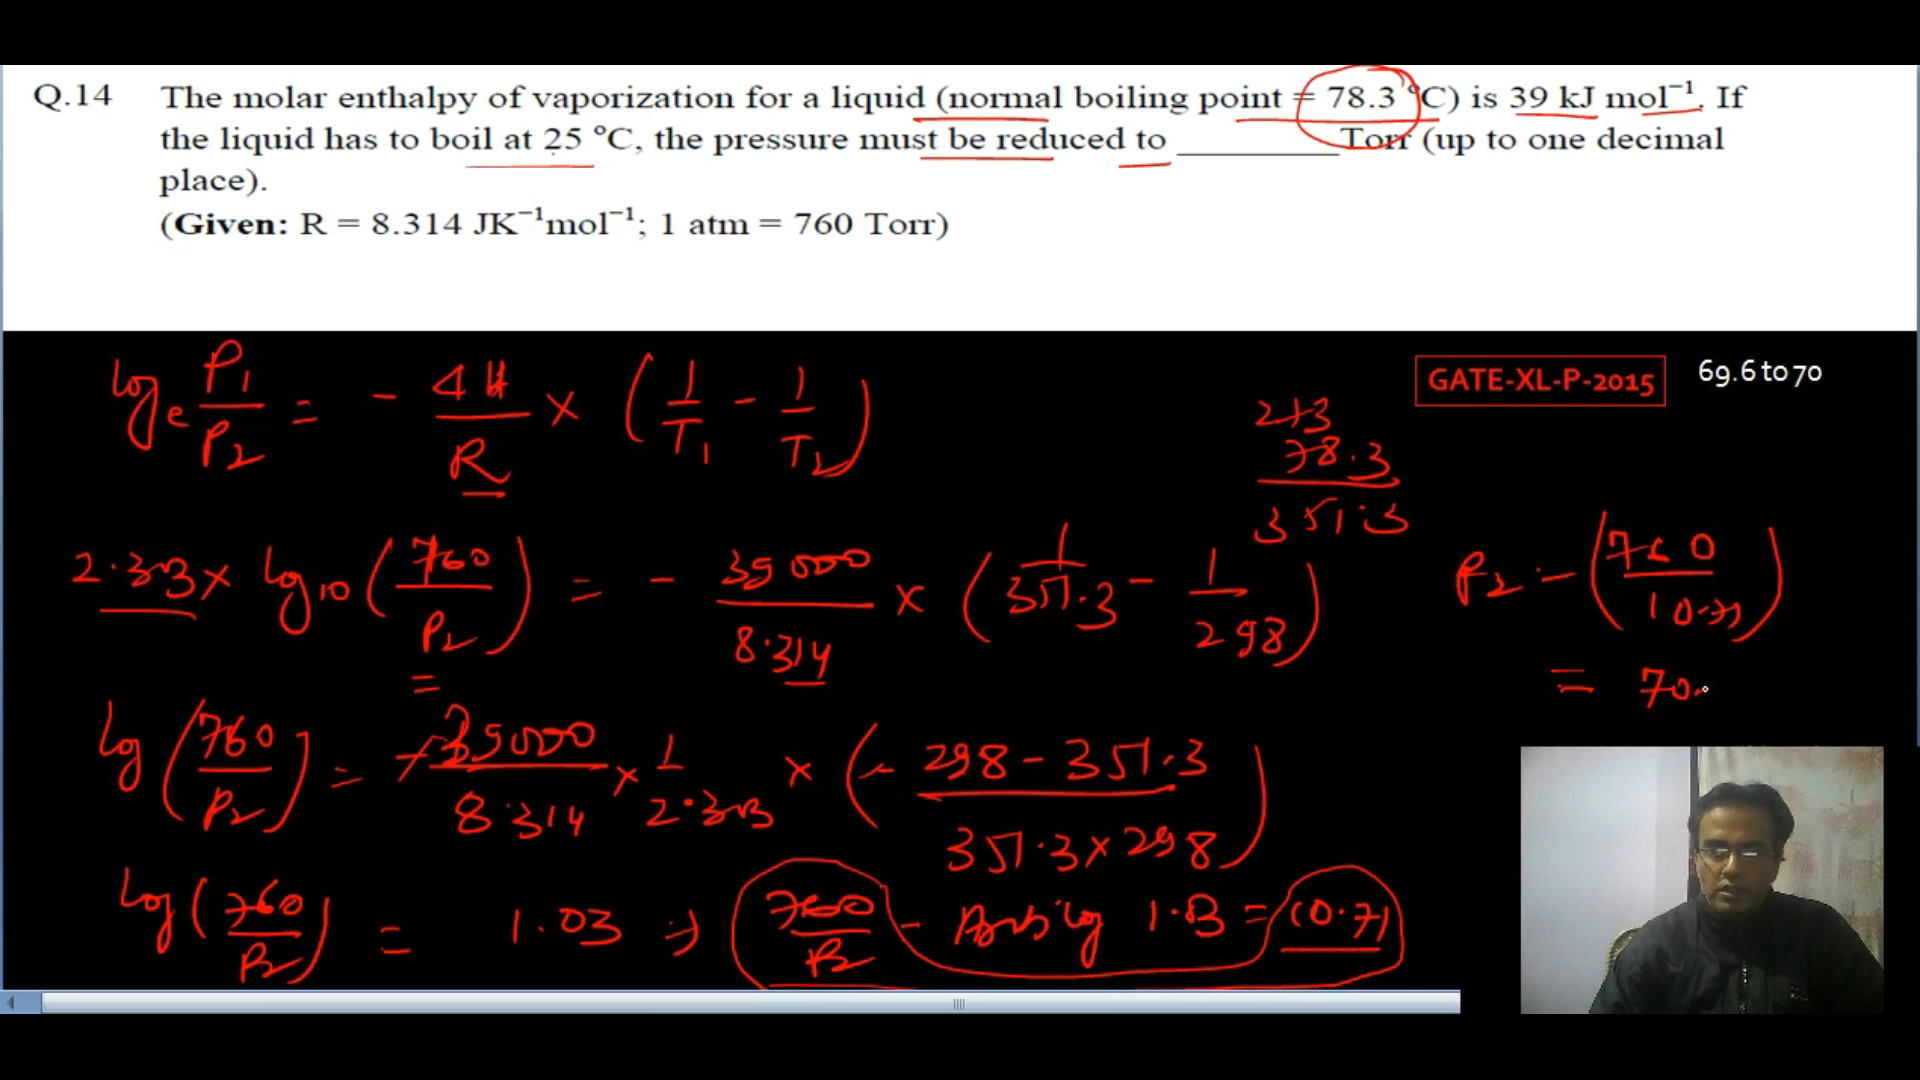 Q.14 The molar enthalpy of vaporization for a liquid (normal boiling point = 78.3 °C) is 39 kJ mol⁻¹. If
the liquid has to boil at 25 °C, the pressure must be reduced to __________ Torr (up to one decimal
place).
(Given: R = 8.314 JK⁻¹mol⁻¹; 1 atm = 760 Torr)
GATE-XL-P-2015 69.6 to 70
logₑ P₁/P₂ = - ΔH/R × (1/T₁ - 1/T₂)
273
78.3
351.3
2.303 × log₁₀ (760/P₂) = - 39000/8.314 × (1/351.3 - 1/298)
P₂ = (760/10.71)
= 70.
log (760/P₂) = - 39000/8.314 × 1/2.303 × (- 298 - 351.3/351.3 × 298)
log (760/P₂) = 1.03 ⇒ 760/P₂ = 10.71